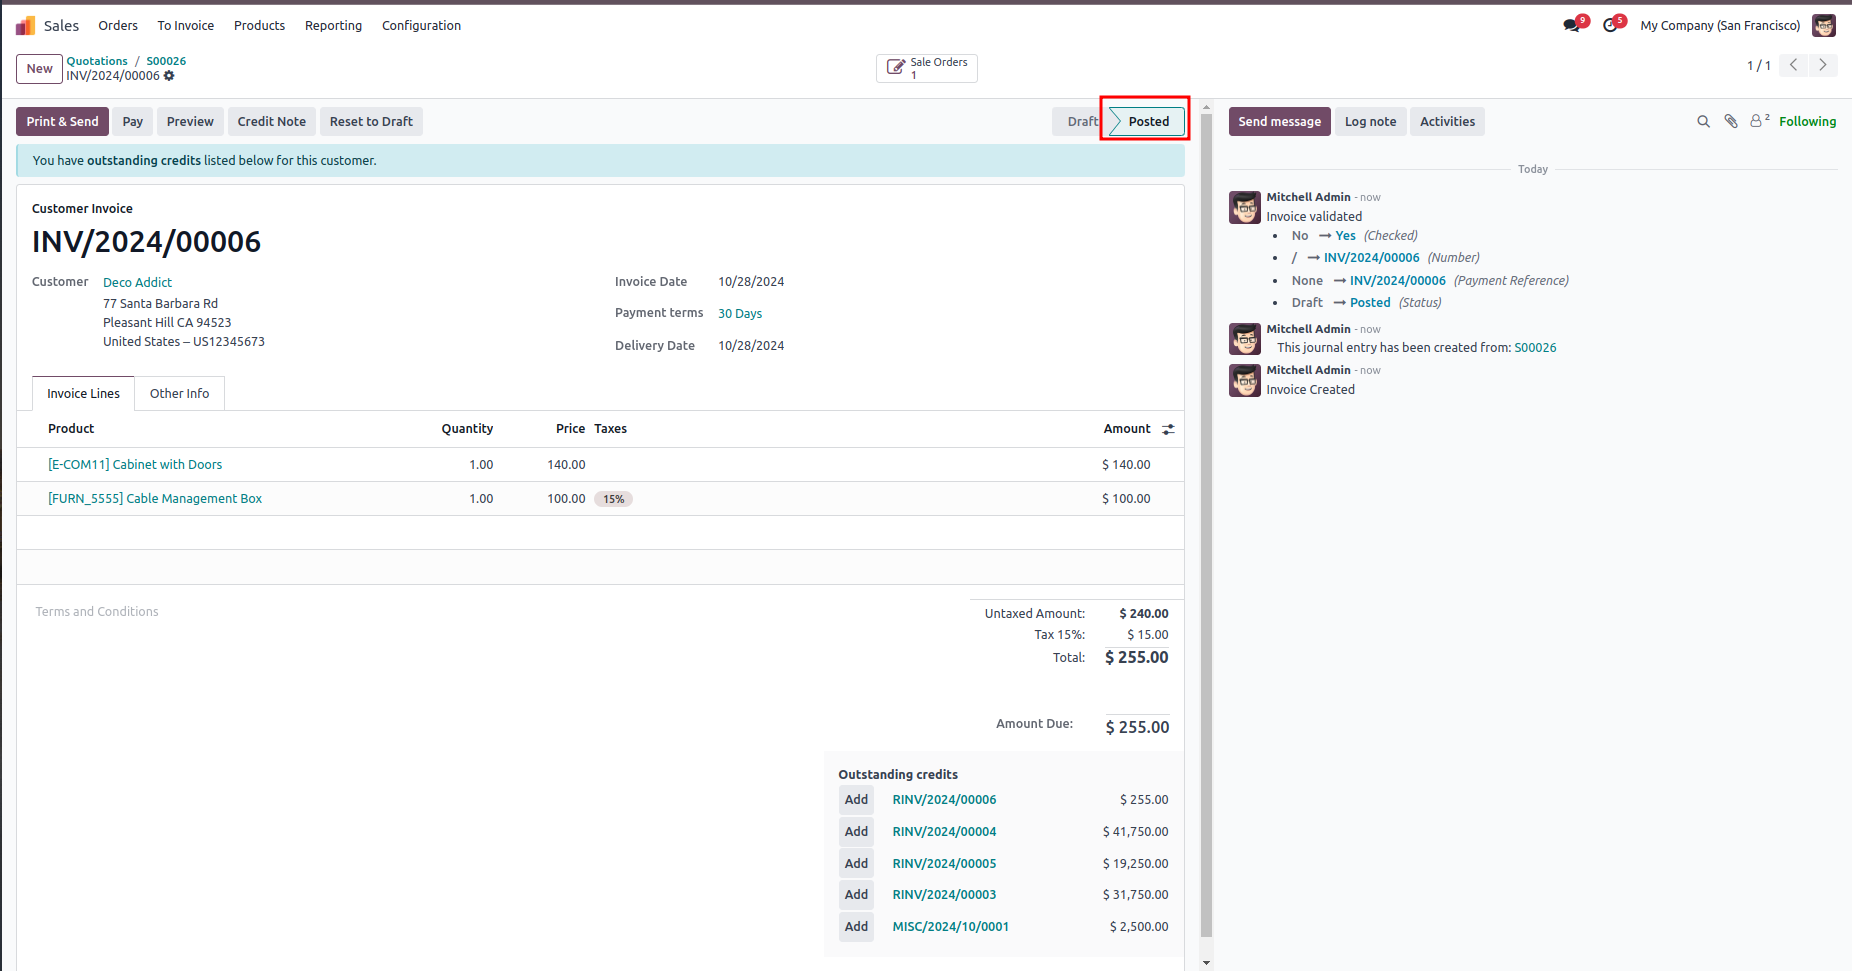 Sales Orders To Invoice Products Reporting Configuration 9 5 My Company (San Francisco)
New Quotations / S00026
INV/2024/00006
Sale Orders
1
1 / 1
Print & Send Pay Preview Credit Note Reset to Draft Draft Posted
Send message Log note Activities 2 Following
You have outstanding credits listed below for this customer.
Customer Invoice
INV/2024/00006
Customer Deco Addict
77 Santa Barbara Rd
Pleasant Hill CA 94523
United States – US12345673
Invoice Date 10/28/2024
Payment terms 30 Days
Delivery Date 10/28/2024
Invoice Lines Other Info
Product Quantity Price Taxes Amount
[E-COM11] Cabinet with Doors 1.00 140.00 $ 140.00
[FURN_5555] Cable Management Box 1.00 100.00 15% $ 100.00
Terms and Conditions
Untaxed Amount: $ 240.00
Tax 15%: $ 15.00
Total: $ 255.00
Amount Due: $ 255.00
Outstanding credits
Add RINV/2024/00006 $ 255.00
Add RINV/2024/00004 $ 41,750.00
Add RINV/2024/00005 $ 19,250.00
Add RINV/2024/00003 $ 31,750.00
Add MISC/2024/10/0001 $ 2,500.00
Today
Mitchell Admin - now
Invoice validated
• No → Yes (Checked)
• / → INV/2024/00006 (Number)
• None → INV/2024/00006 (Payment Reference)
• Draft → Posted (Status)
Mitchell Admin - now
This journal entry has been created from: S00026
Mitchell Admin - now
Invoice Created